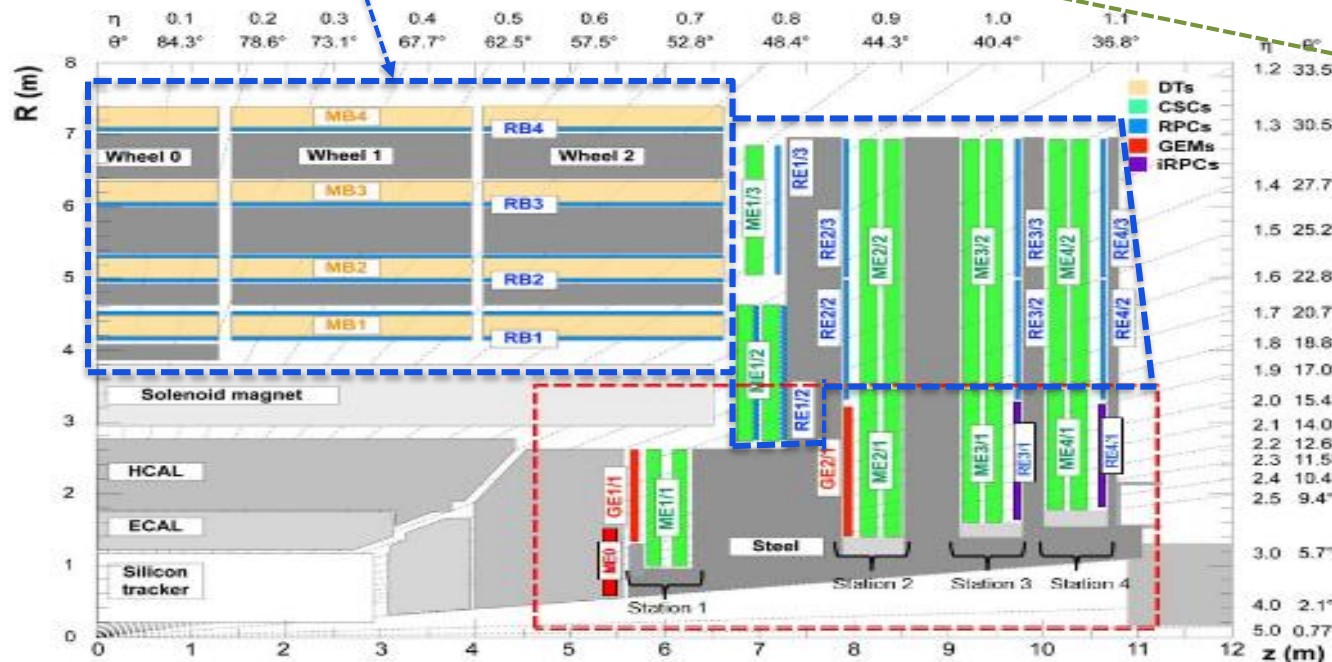 η 0.1 0.2 0.3 0.4 0.5 0.6 0.7 0.8 0.9 1.0 1.1
θ° 84.3° 78.6° 73.1° 67.7° 62.5° 57.5° 52.8° 48.4° 44.3° 40.4° 36.8° η θ°
R (m)
8
7
6
5
4
3
2
1
0
1.2 33.5
1.3 30.5
1.4 27.7
1.5 25.2
1.6 22.8
1.7 20.7
1.8 18.8
1.9 17.0
2.0 15.4
2.1 14.0
2.2 12.6
2.3 11.5
2.4 10.4
2.5 9.4°
3.0 5.7°
4.0 2.1°
5.0 0.77
DTs
CSCs
RPCs
GEMs
iRPCs
MB4
RB4
Wheel 0 Wheel 1 Wheel 2
MB3
RB3
MB2
RB2
MB1
RB1
ME1/3
RE1/3
RE2/3
ME2/2
ME3/2
RE3/3
ME4/2
RE4/3
ME1/2
RE1/2
RE2/2
RE3/2
RE4/2
Solenoid magnet
HCAL
ECAL
Silicon
tracker
GE1/1
ME1/1
ME0
GE2/1
ME2/1
ME3/1
RE3/1
ME4/1
RE4/1
Steel
Station 1
Station 2
Station 3
Station 4
0 1 2 3 4 5 6 7 8 9 10 11 12
z (m)